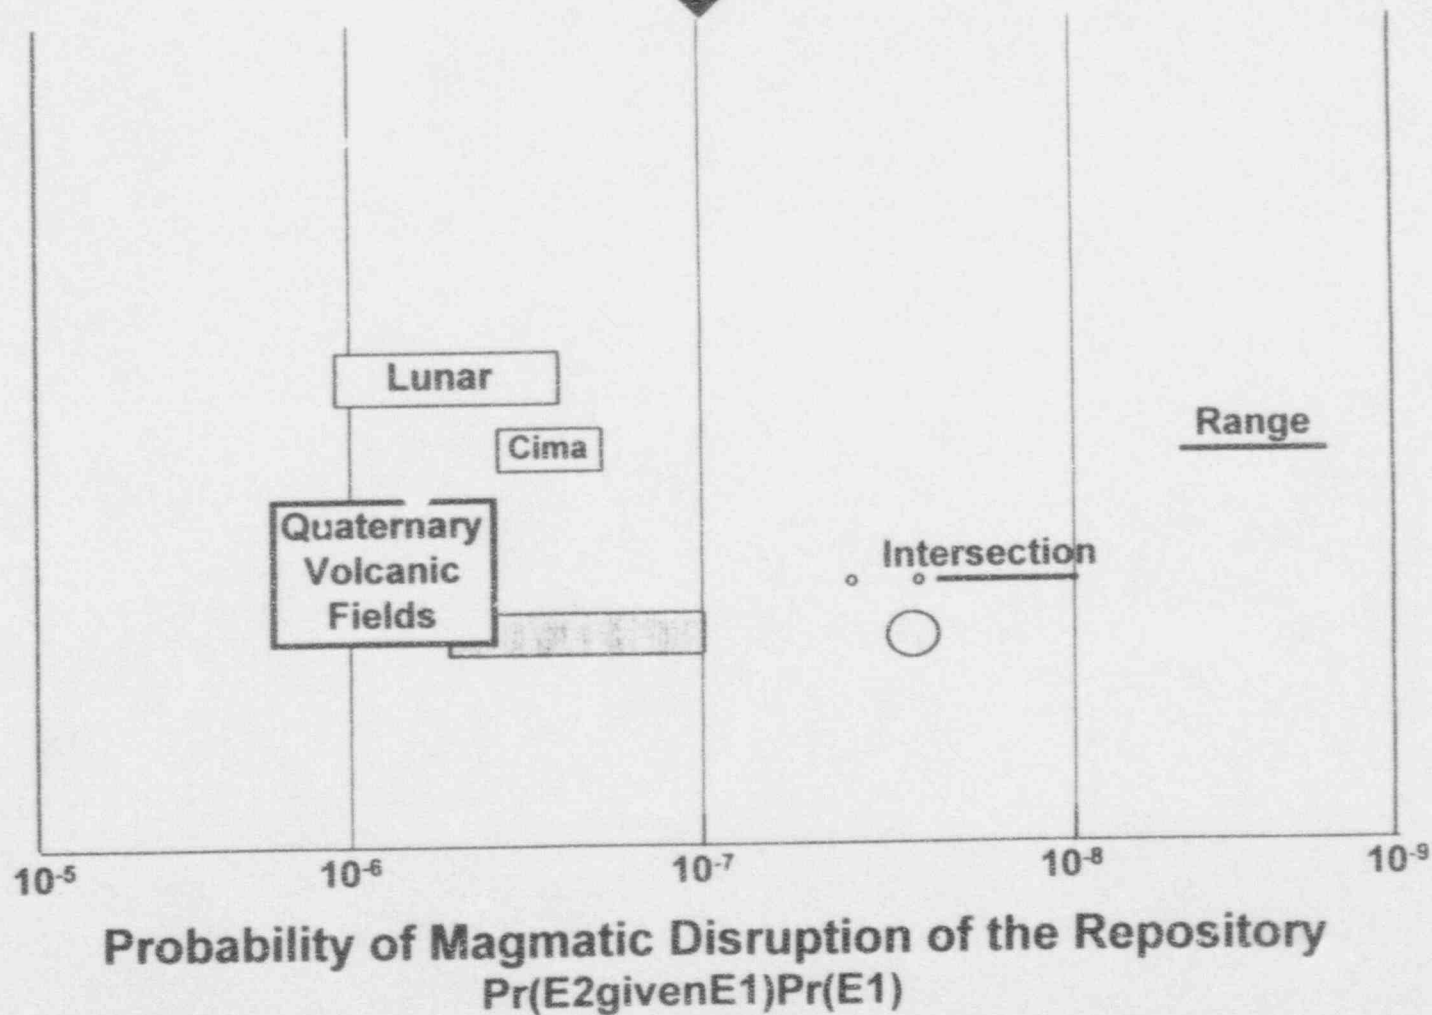 Lunar
Cima
Range
Quaternary
Volcanic
Fields
Intersection
10-5
10-6
10-7
10-8
10-9
Probability of Magmatic Disruption of the Repository
Pr(E2givenE1)Pr(E1)